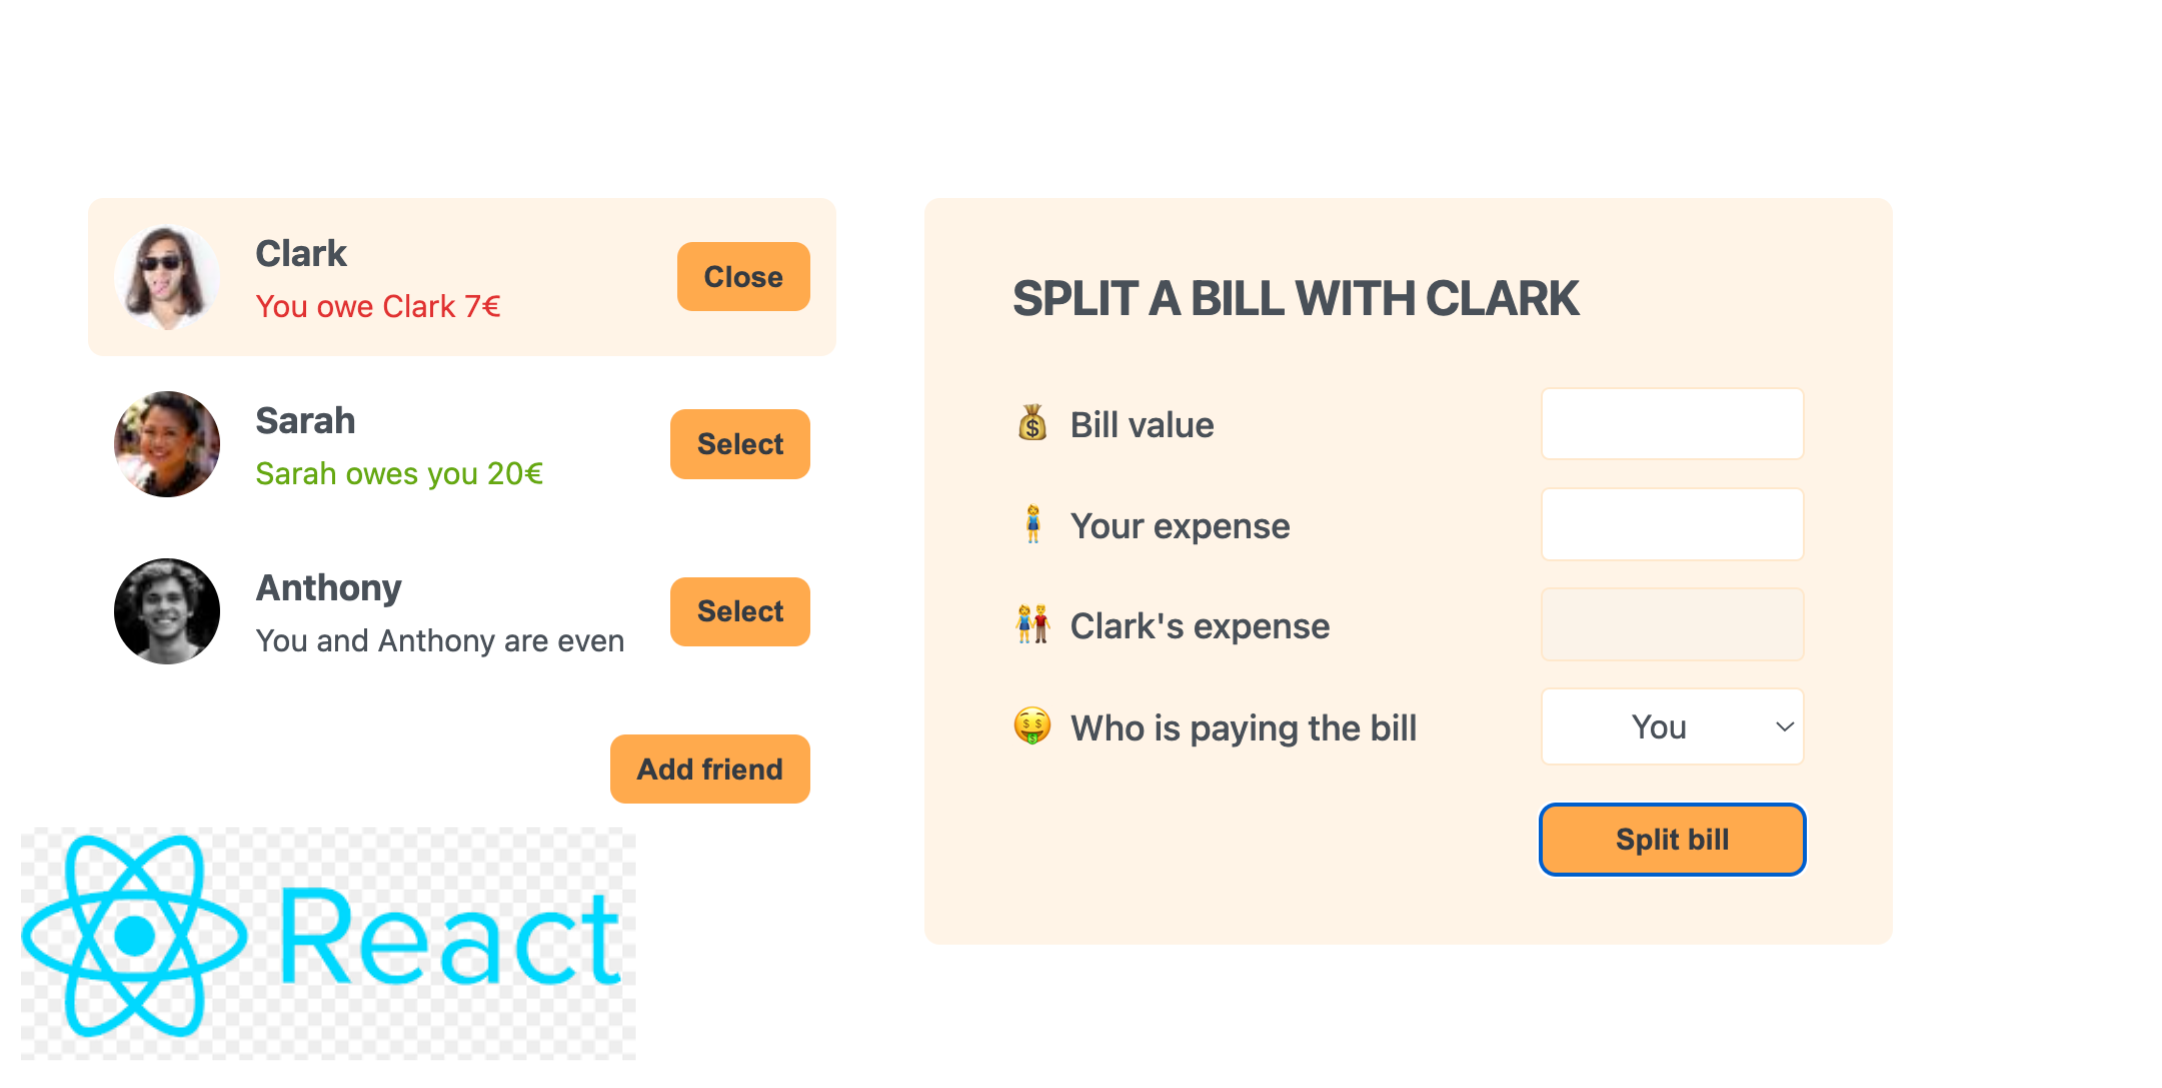 Clark
You owe Clark 7€
Close
Sarah
Sarah owes you 20€
Select
Anthony
You and Anthony are even
Select
Add friend
SPLIT A BILL WITH CLARK
💰 Bill value
🧍‍♀️ Your expense
👫 Clark's expense
🤑 Who is paying the bill
You
Split bill
React